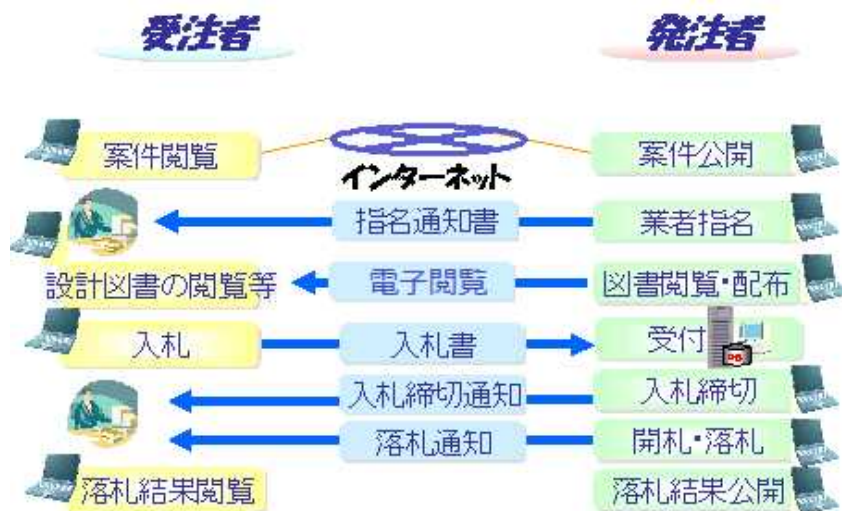 受注者
発注者
案件閲覧
インターネット
案件公開
指名通知書
業者指名
設計図書の閲覧等
電子閲覧
図書閲覧・配布
入札
入札書
受付
入札締切通知
入札締切
落札通知
開札・落札
落札結果閲覧
落札結果公開